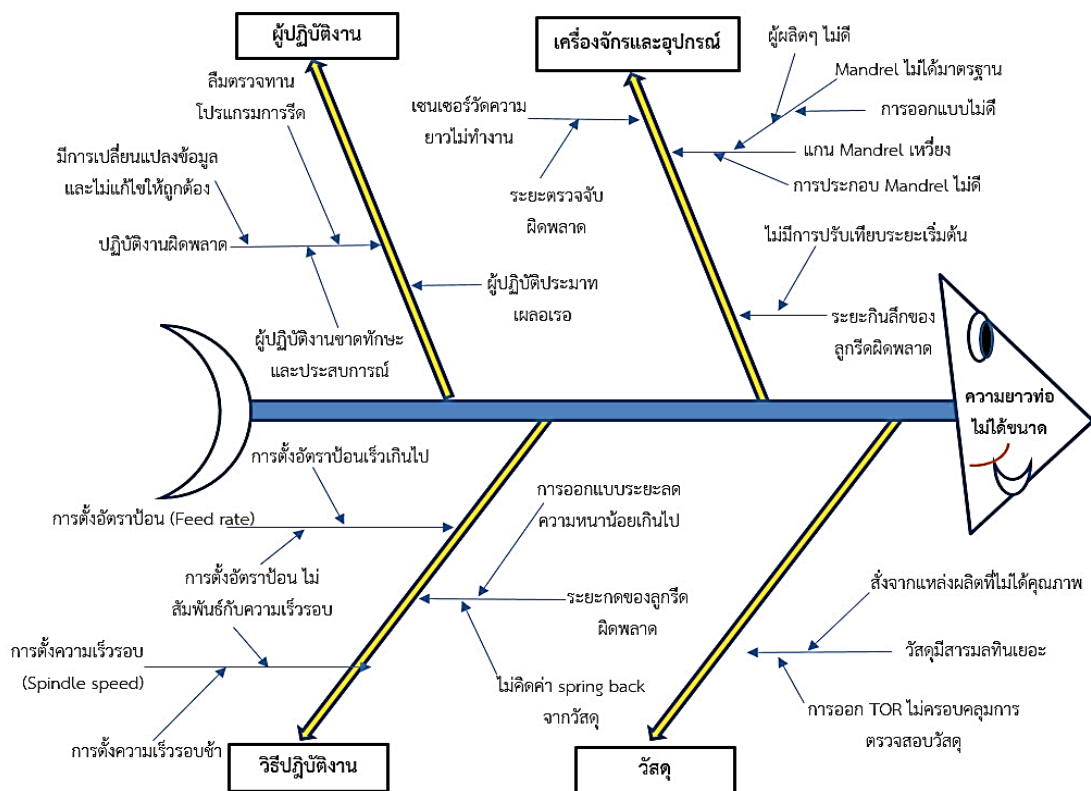 ผู้ปฏิบัติงาน
ลืมตรวจทาน
โปรแกรมการรีด
มีการเปลี่ยนแปลงข้อมูล
และไม่แก้ไขให้ถูกต้อง
ปฏิบัติงานผิดพลาด
ผู้ปฏิบัติประมาท
เผลอเรอ
ผู้ปฏิบัติงานขาดทักษะ
และประสบการณ์
เครื่องจักรและอุปกรณ์
เซนเซอร์วัดความ
ยาวไม่ทำงาน
ระยะตรวจจับ
ผิดพลาด
ผู้ผลิตๆ ไม่ดี
Mandrel ไม่ได้มาตรฐาน
การออกแบบไม่ดี
แกน Mandrel เหวี่ยง
การประกอบ Mandrel ไม่ดี
ไม่มีการปรับเทียบระยะเริ่มต้น
ระยะกินลึกของ
ลูกรีดผิดพลาด
ความยาวท่อ
ไม่ได้ขนาด
การตั้งอัตราป้อนเร็วเกินไป
การตั้งอัตราป้อน (Feed rate)
การตั้งอัตราป้อน ไม่
สัมพันธ์กับความเร็วรอบ
การตั้งความเร็วรอบ
(Spindle speed)
การตั้งความเร็วรอบช้า
การออกแบบระยะลด
ความหนาน้อยเกินไป
ระยะกดของลูกรีด
ผิดพลาด
ไม่คิดค่า spring back
จากวัสดุ
วิธีปฏิบัติงาน
สั่งจากแหล่งผลิตที่ไม่ได้คุณภาพ
วัสดุมีสารมลทินเยอะ
การออก TOR ไม่ครอบคลุมการ
ตรวจสอบวัสดุ
วัสดุ